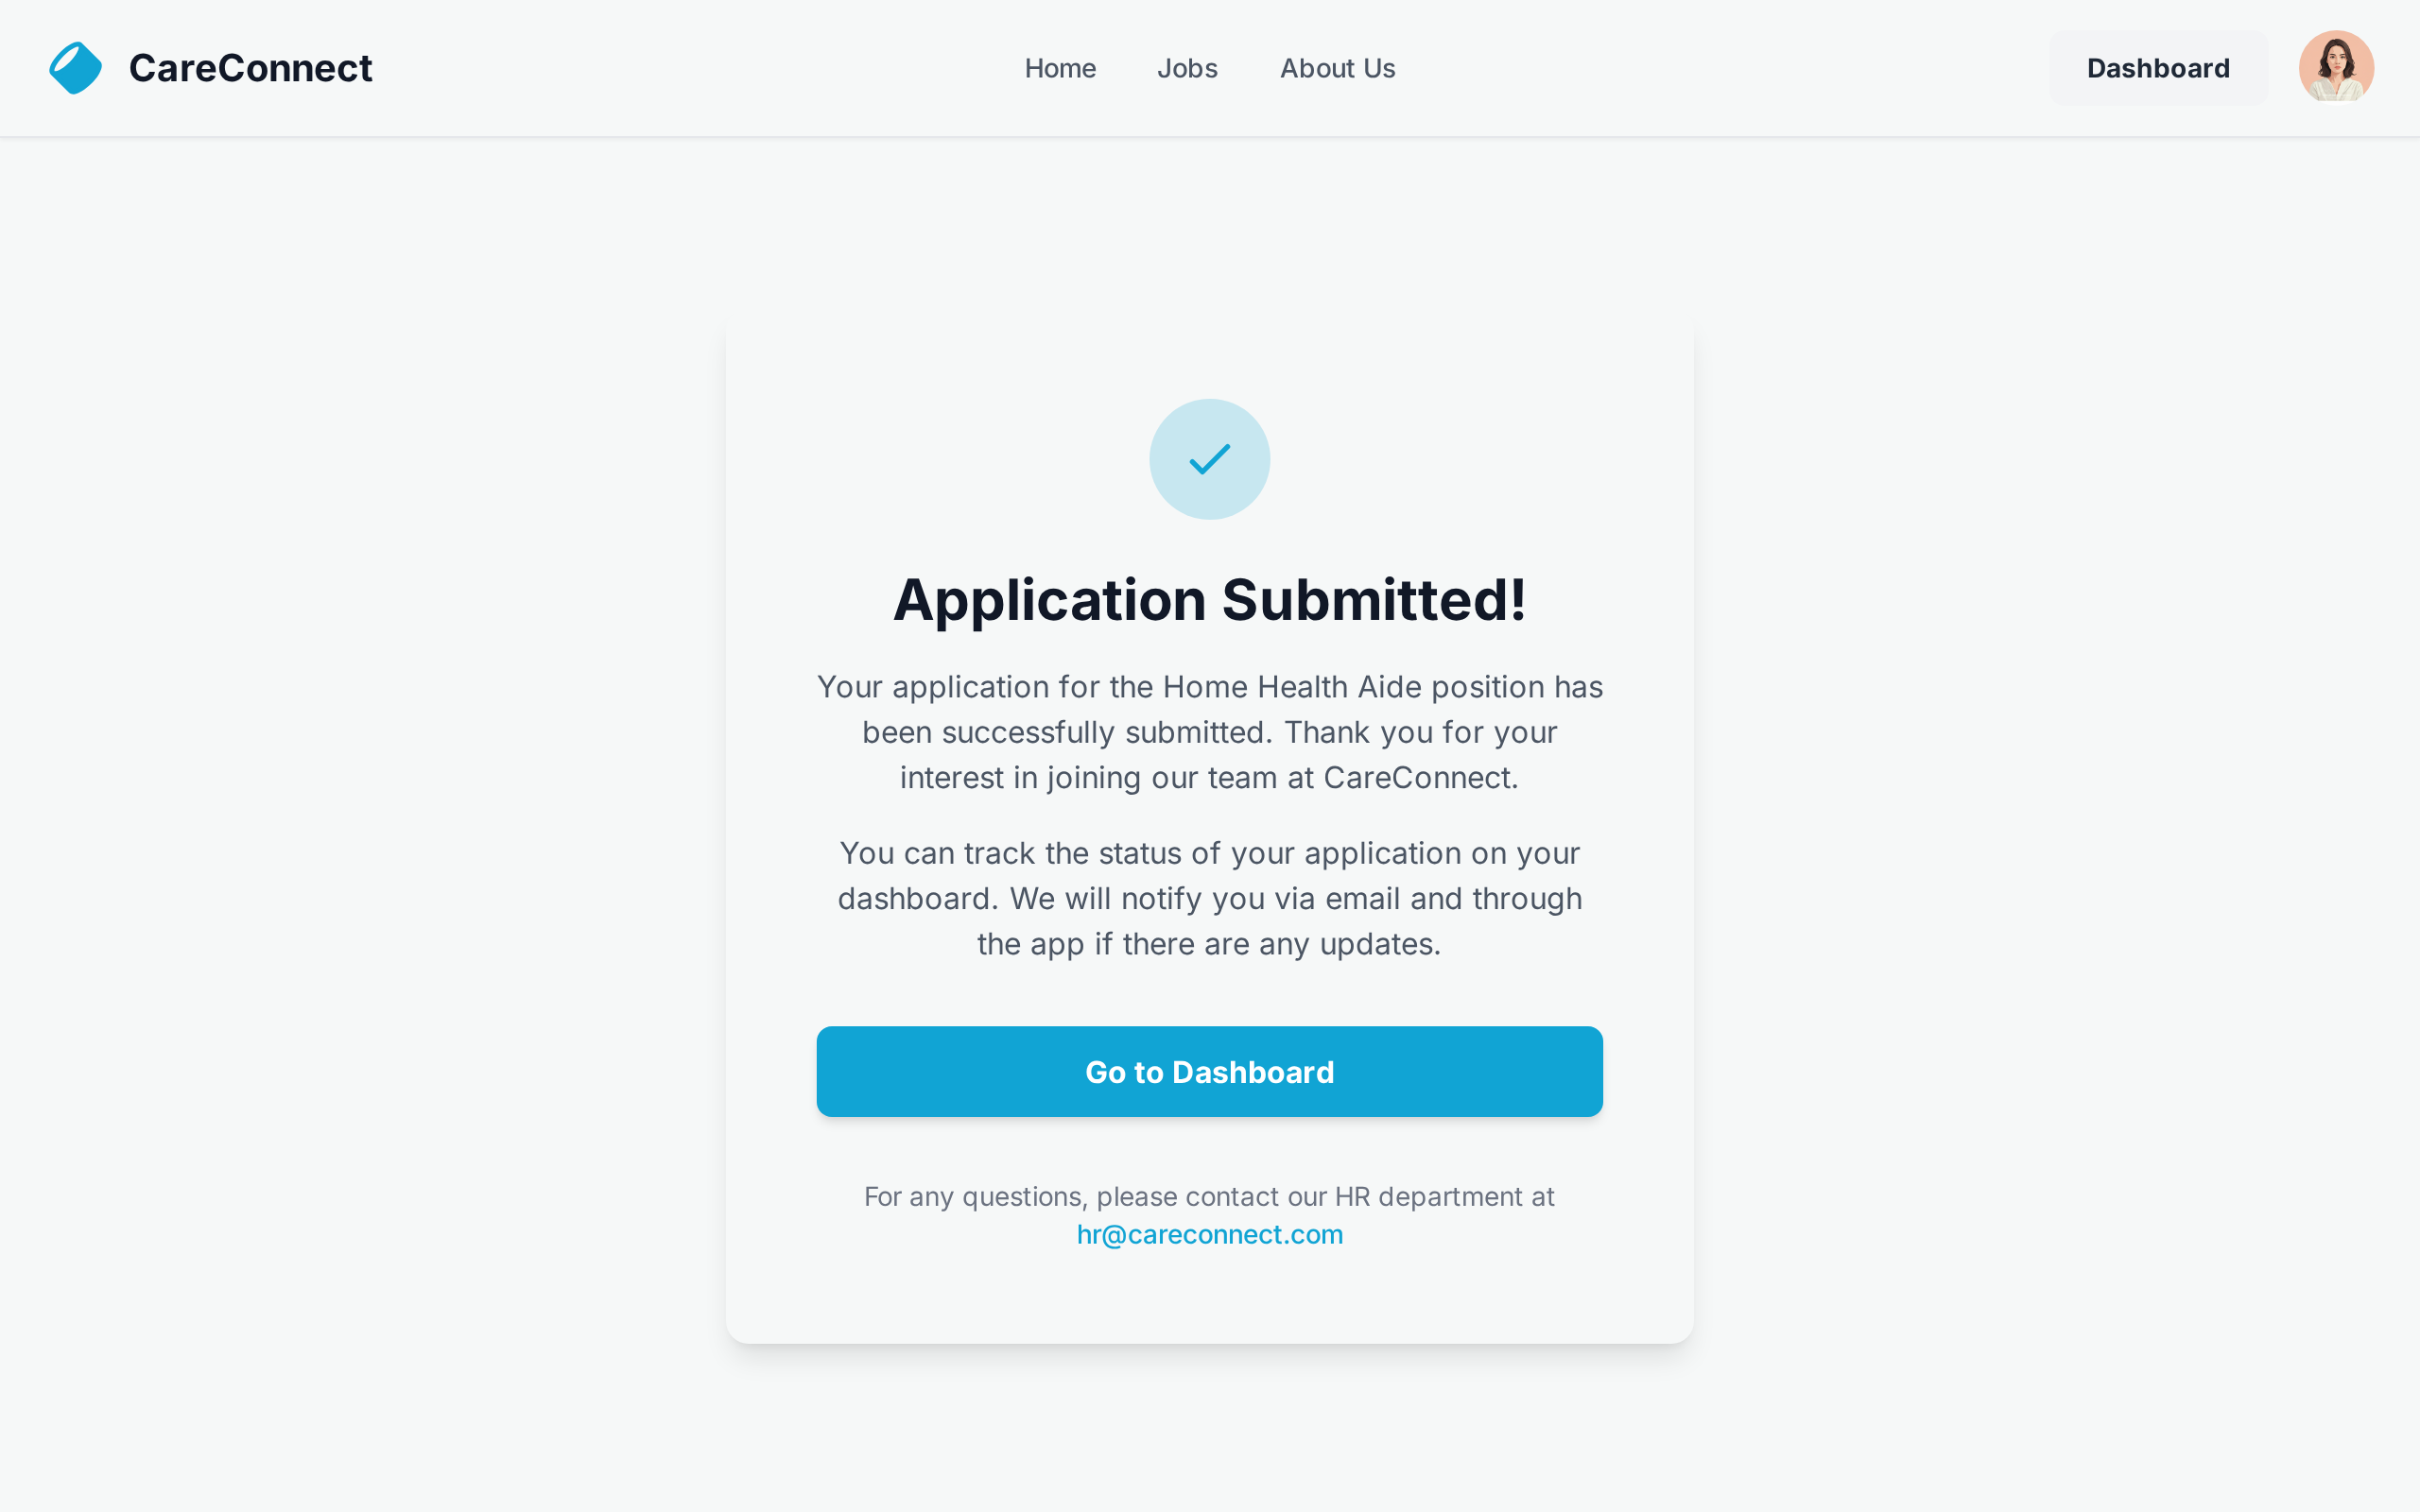 CareConnect
Home
Jobs
About Us
Dashboard
Application Submitted!
Your application for the Home Health Aide position has
been successfully submitted. Thank you for your
interest in joining our team at CareConnect.
You can track the status of your application on your
dashboard. We will notify you via email and through
the app if there are any updates.
Go to Dashboard
For any questions, please contact our HR department at
hr@careconnect.com